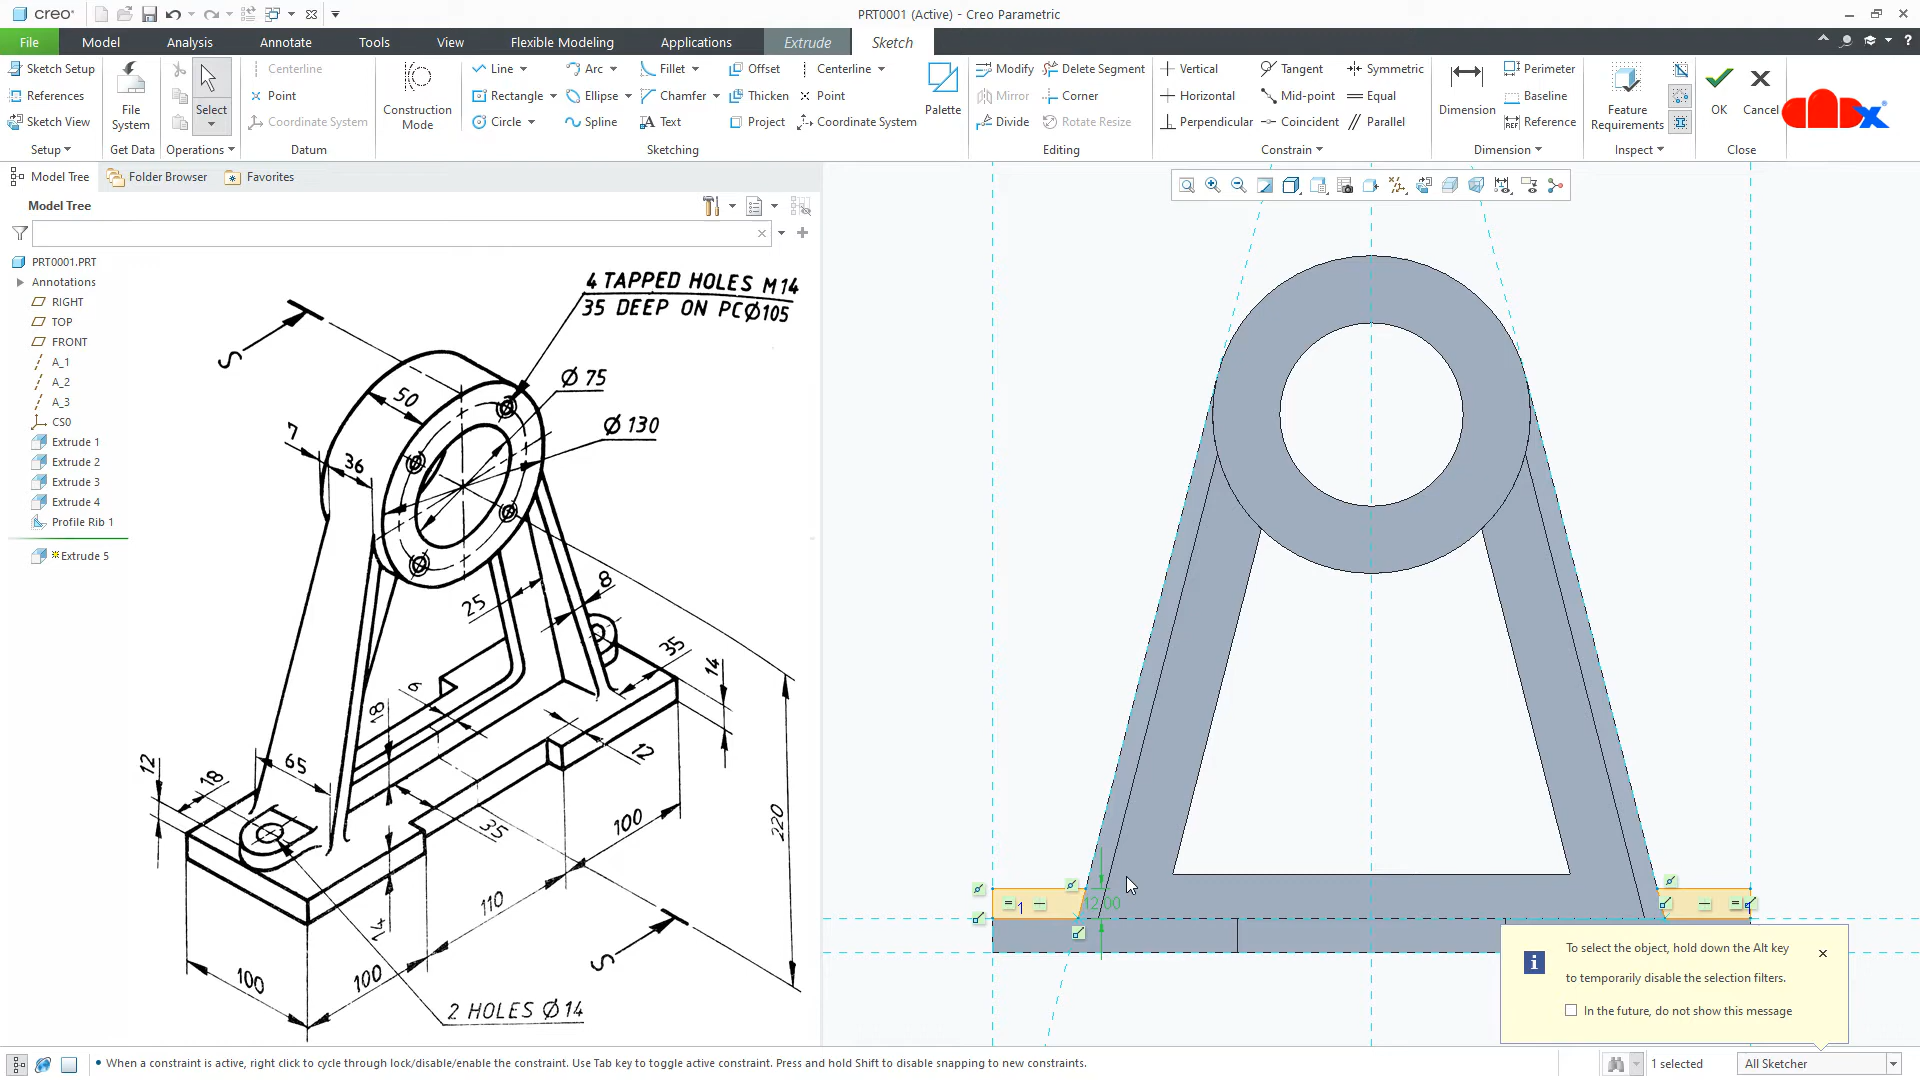 creo
PRT0001 (Active) - Creo Parametric
File
Model
Analysis
Annotate
Tools
View
Flexible Modeling
Applications
Extrude
Sketch
?
Sketch Setup
References
Sketch View
Setup
File
System
Get Data
Select
Operations
Centerline
Point
Coordinate System
Datum
Construction
Mode
Line
Rectangle
Circle
Arc
Ellipse
Spline
Fillet
Chamfer
Text
Offset
Thicken
Project
Centerline
Point
Coordinate System
Sketching
Palette
Modify
Mirror
Divide
Delete Segment
Corner
Rotate Resize
Editing
Vertical
Horizontal
Perpendicular
Tangent
Mid-point
Coincident
Symmetric
Equal
Parallel
Constrain
Dimension
Perimeter
Baseline
Reference
Dimension
Feature
Requirements
Inspect
OK
Cancel
Close
Model Tree
Folder Browser
Favorites
Model Tree
PRT0001.PRT
Annotations
RIGHT
TOP
FRONT
A_1
A_2
A_3
CS0
Extrude 1
Extrude 2
Extrude 3
Extrude 4
Profile Rib 1
Extrude 5
4 TAPPED HOLES M14
35 DEEP ON PCØ105
S
Ø 75
Ø 130
50
7
36
25
8
35
14
6
18
12
65
12
18
35
100
220
110
14
100
100
S
2 HOLES Ø14
12.00
1
To select the object, hold down the Alt key
to temporarily disable the selection filters.
In the future, do not show this message
When a constraint is active, right click to cycle through lock/disable/enable the constraint. Use Tab key to toggle active constraint. Press and hold Shift to disable snapping to new constraints.
1 selected
All Sketcher